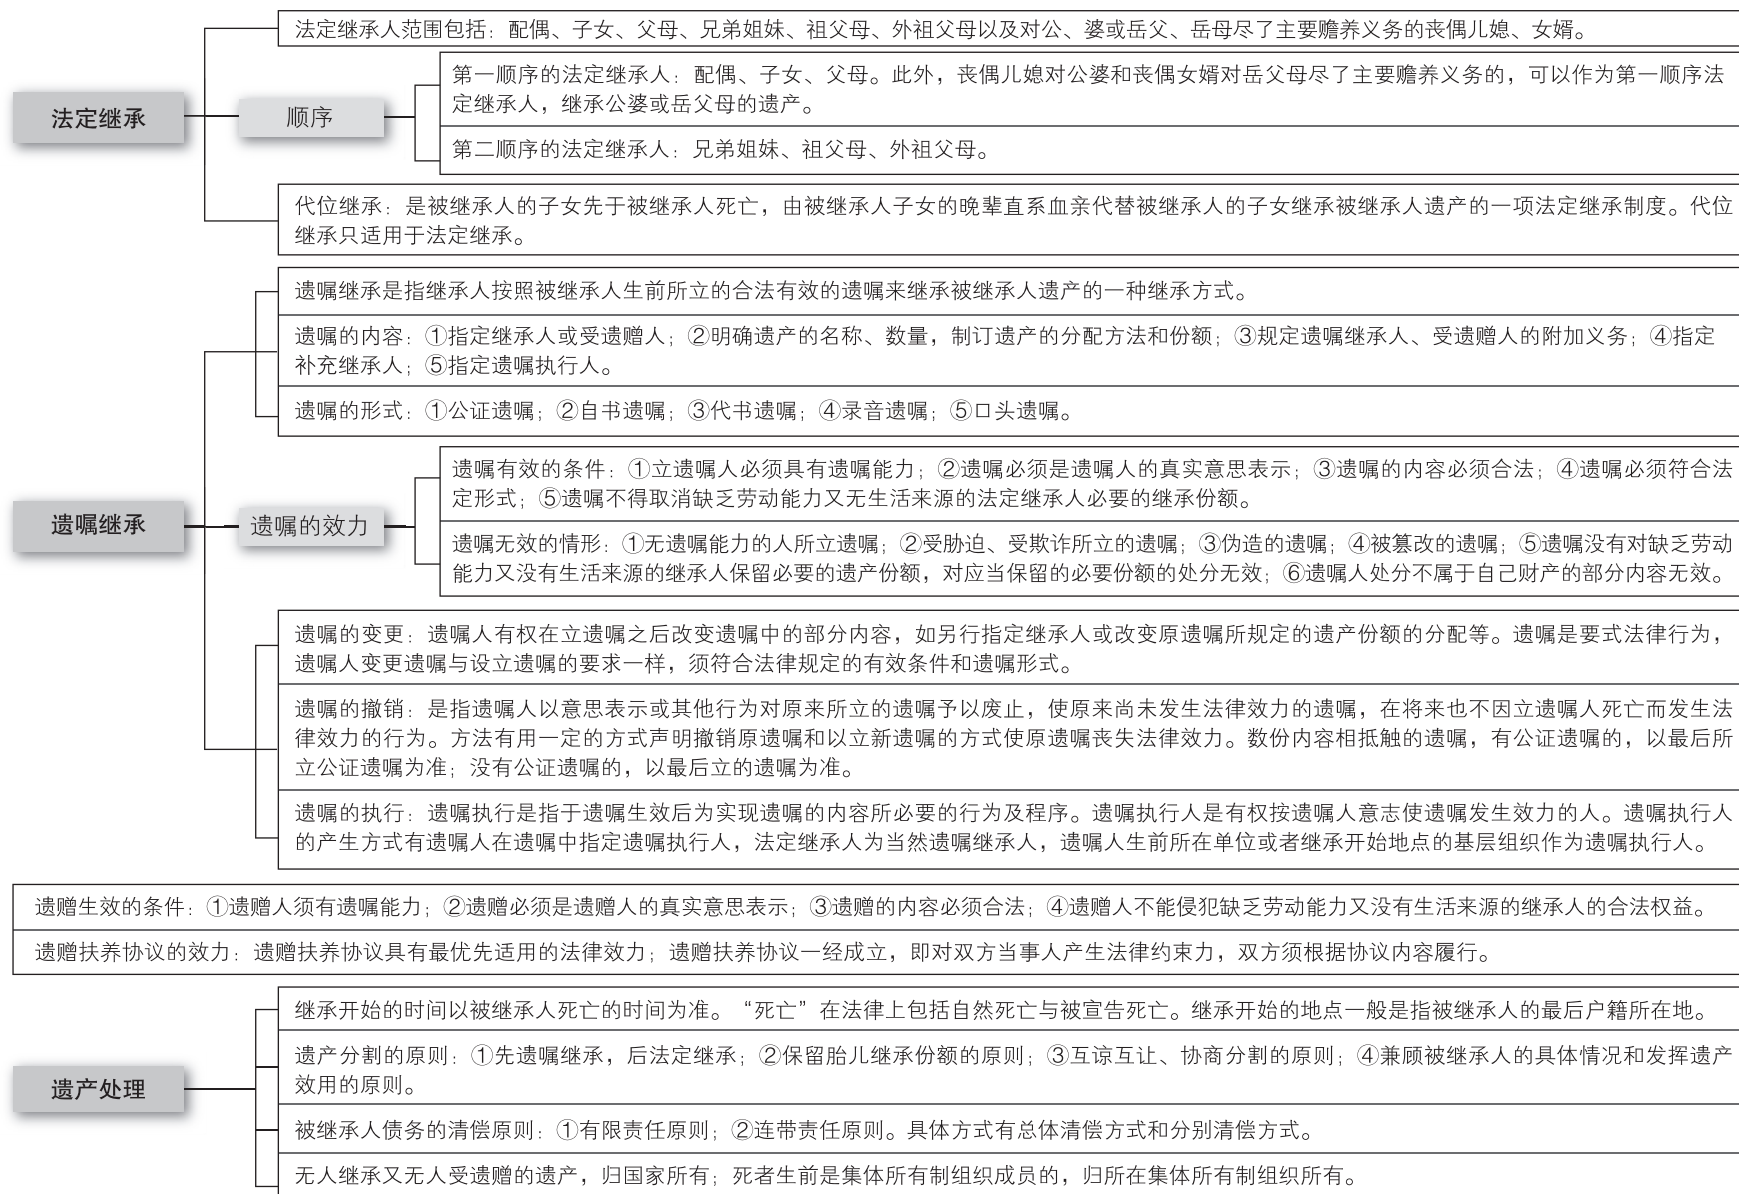 法定继承人范围包括：配偶、子女、父母、兄弟姐妹、祖父母、外祖父母以及对公、婆或岳父、岳母尽了主要赡养义务的丧偶儿媳、女婿。
法定继承
顺序
第一顺序的法定继承人：配偶、子女、父母。此外，丧偶儿媳对公婆和丧偶女婿对岳父母尽了主要赡养义务的，可以作为第一顺序法
定继承人，继承公婆或岳父母的遗产。
第二顺序的法定继承人：兄弟姐妹、祖父母、外祖父母。
代位继承：是被继承人的子女先于被继承人死亡，由被继承人子女的晚辈直系血亲代替被继承人的子女继承被继承人遗产的一项法定继承制度。代位
继承只适用于法定继承。
遗嘱继承是指继承人按照被继承人生前所立的合法有效的遗嘱来继承被继承人遗产的一种继承方式。
遗嘱的内容：①指定继承人或受遗赠人；②明确遗产的名称、数量，制订遗产的分配方法和份额；③规定遗嘱继承人、受遗赠人的附加义务；④指定
补充继承人；⑤指定遗嘱执行人。
遗嘱的形式：①公证遗嘱；②自书遗嘱；③代书遗嘱；④录音遗嘱；⑤口头遗嘱。
遗嘱继承
遗嘱的效力
遗嘱有效的条件：①立遗嘱人必须具有遗嘱能力；②遗嘱必须是遗嘱人的真实意思表示；③遗嘱的内容必须合法；④遗嘱必须符合法
定形式；⑤遗嘱不得取消缺乏劳动能力又无生活来源的法定继承人必要的继承份额。
遗嘱无效的情形：①无遗嘱能力的人所立遗嘱；②受胁迫、受欺诈所立的遗嘱；③伪造的遗嘱；④被篡改的遗嘱；⑤遗嘱没有对缺乏劳动
能力又没有生活来源的继承人保留必要的遗产份额，对应当保留的必要份额的处分无效；⑥遗嘱人处分不属于自己财产的部分内容无效。
遗嘱的变更：遗嘱人有权在立遗嘱之后改变遗嘱中的部分内容，如另行指定继承人或改变原遗嘱所规定的遗产份额的分配等。遗嘱是要式法律行为，
遗嘱人变更遗嘱与设立遗嘱的要求一样，须符合法律规定的有效条件和遗嘱形式。
遗嘱的撤销：是指遗嘱人以意思表示或其他行为对原来所立的遗嘱予以废止，使原来尚未发生法律效力的遗嘱，在将来也不因立遗嘱人死亡而发生法
律效力的行为。方法有用一定的方式声明撤销原遗嘱和以立新遗嘱的方式使原遗嘱丧失法律效力。数份内容相抵触的遗嘱，有公证遗嘱的，以最后所
立公证遗嘱为准；没有公证遗嘱的，以最后立的遗嘱为准。
遗嘱的执行：遗嘱执行是指于遗嘱生效后为实现遗嘱的内容所必要的行为及程序。遗嘱执行人是有权按遗嘱人意志使遗嘱发生效力的人。遗嘱执行人
的产生方式有遗嘱人在遗嘱中指定遗嘱执行人，法定继承人为当然遗嘱继承人，遗嘱人生前所在单位或者继承开始地点的基层组织作为遗嘱执行人。
遗赠生效的条件：①遗赠人须有遗嘱能力；②遗赠必须是遗赠人的真实意思表示；③遗赠的内容必须合法；④遗赠人不能侵犯缺乏劳动能力又没有生活来源的继承人的合法权益。
遗赠扶养协议的效力：遗赠扶养协议具有最优先适用的法律效力；遗赠扶养协议一经成立，即对双方当事人产生法律约束力，双方须根据协议内容履行。
继承开始的时间以被继承人死亡的时间为准。“死亡”在法律上包括自然死亡与被宣告死亡。继承开始的地点一般是指被继承人的最后户籍所在地。
遗产分割的原则：①先遗嘱继承，后法定继承；②保留胎儿继承份额的原则；③互谅互让、协商分割的原则；④兼顾被继承人的具体情况和发挥遗产
效用的原则。
遗产处理
被继承人债务的清偿原则：①有限责任原则；②连带责任原则。具体方式有总体清偿方式和分别清偿方式。
无人继承又无人受遗赠的遗产，归国家所有；死者生前是集体所有制组织成员的，归所在集体所有制组织所有。